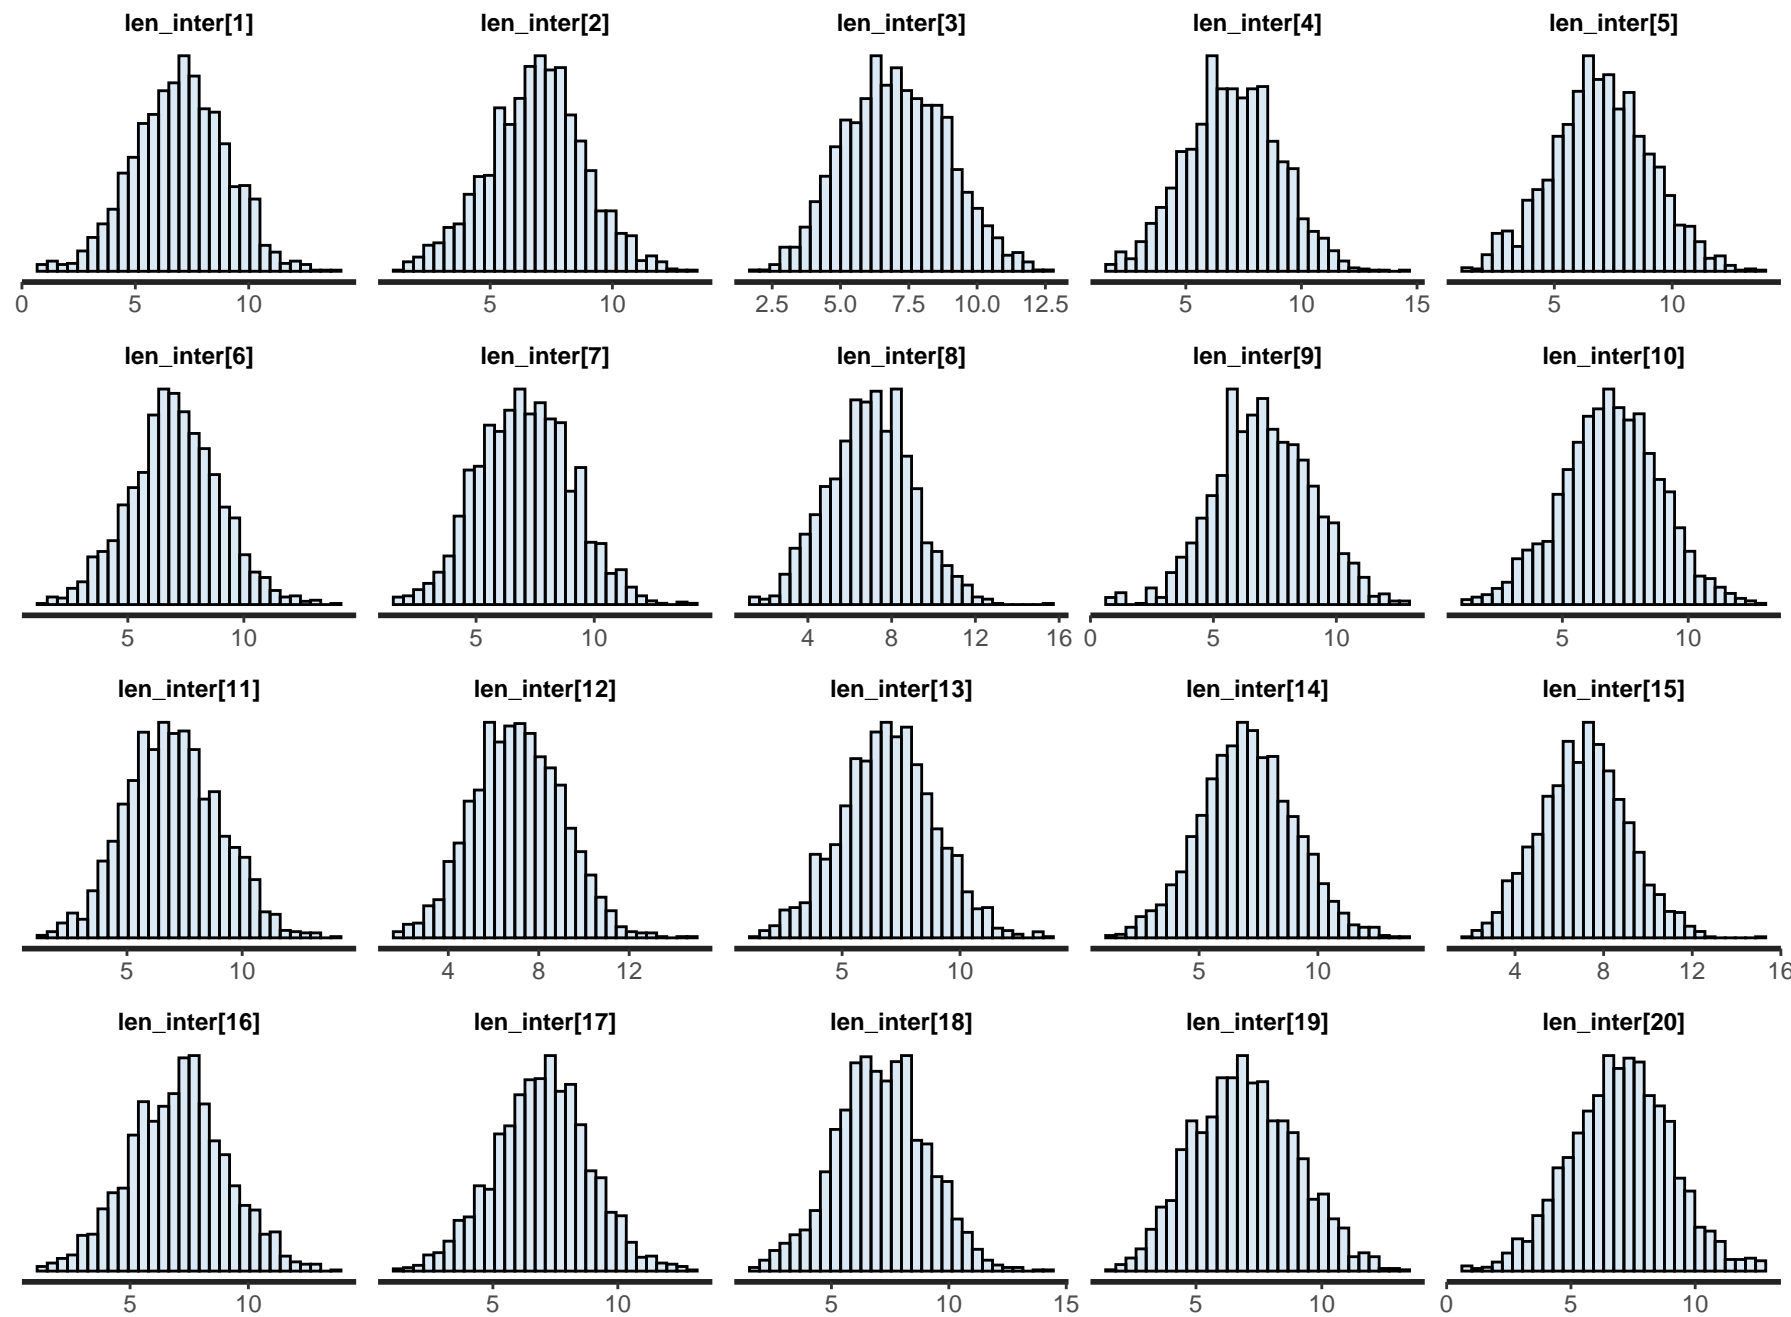 len_inter[1] len_inter[2] len_inter[3] len_inter[4] len_inter[5]
0 5 10 5 10 2.5 5.0 7.5 10.0 12.5 5 10 15 5 10
len_inter[6] len_inter[7] len_inter[8] len_inter[9] len_inter[10]
5 10 5 10 4 8 12 16 0 5 10 5 10
len_inter[11] len_inter[12] len_inter[13] len_inter[14] len_inter[15]
5 10 4 8 12 5 10 5 10 4 8 12 16
len_inter[16] len_inter[17] len_inter[18] len_inter[19] len_inter[20]
5 10 5 10 5 10 15 5 10 0 5 10